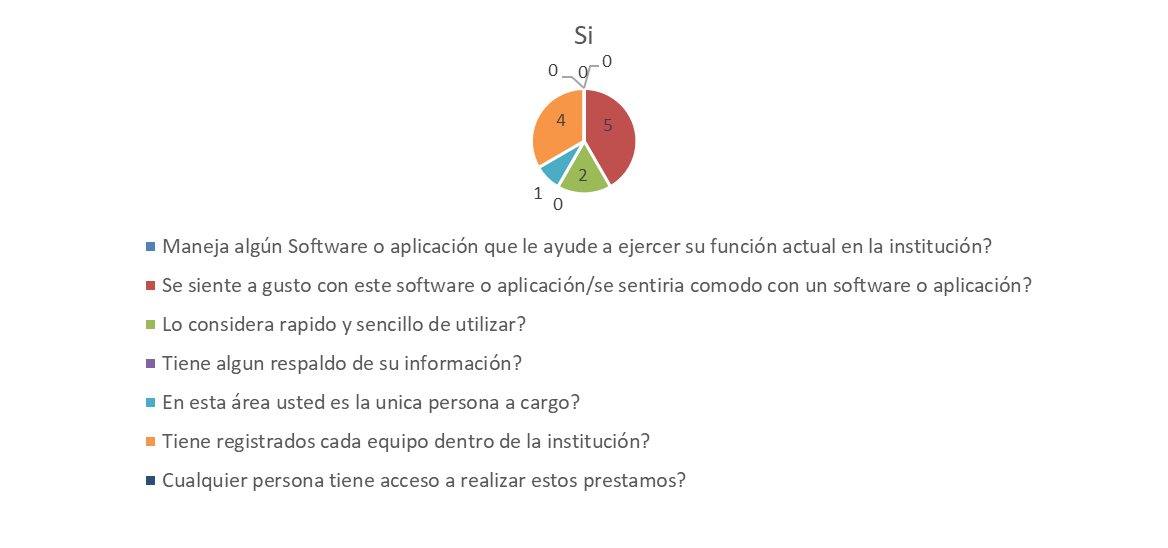 Si
0
0
0
4
5
2
1
0
Maneja algún Software o aplicación que le ayude a ejercer su función actual en la institución?
Se siente a gusto con este software o aplicación/se sentiria comodo con un software o aplicación?
Lo considera rapido y sencillo de utilizar?
Tiene algun respaldo de su información?
En esta área usted es la unica persona a cargo?
Tiene registrados cada equipo dentro de la institución?
Cualquier persona tiene acceso a realizar estos prestamos?